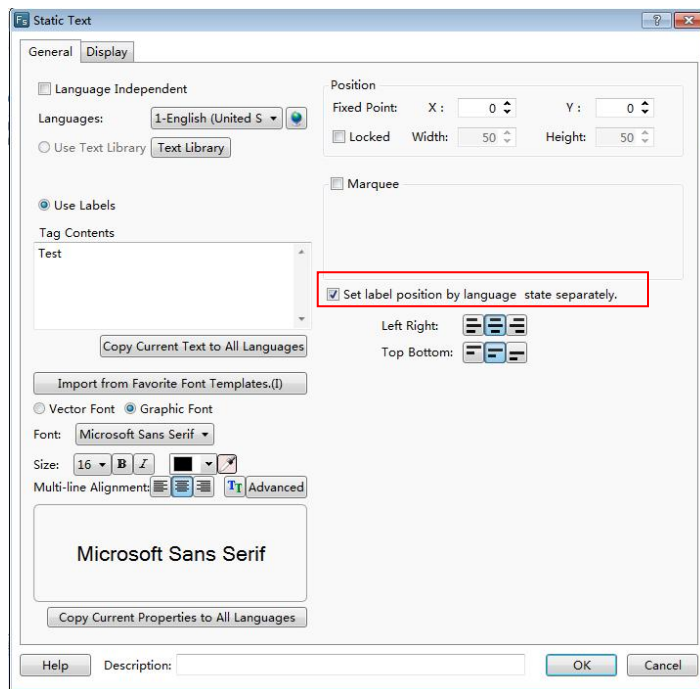 Fs Static Text
General Display
Language Independent
Languages: 1-English (United S
Use Text Library Text Library
Use Labels
Tag Contents
Test
Copy Current Text to All Languages
Import from Favorite Font Templates.(I)
Vector Font Graphic Font
Font: Microsoft Sans Serif
Size: 16 B I
Multi-line Alignment: TT Advanced
Microsoft Sans Serif
Copy Current Properties to All Languages
Position
Fixed Point: X : 0 Y : 0
Locked Width: 50 Height: 50
Marquee
Set label position by language state separately.
Left Right:
Top Bottom:
Help Description: OK Cancel